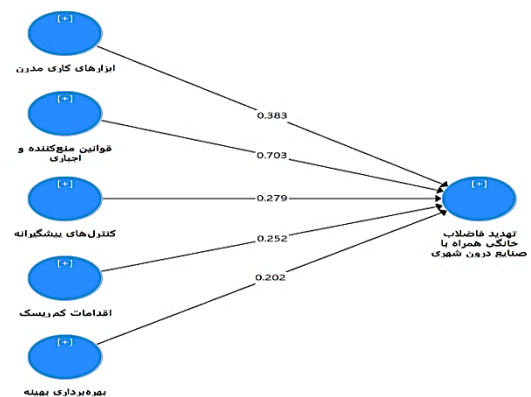 [+]
ابزارهای کاری مدرن
0.383
[+]
قوانین منع‌کننده و
اجباری
0.703
[+]
کنترل‌های پیشگیرانه
0.279
[+]
تهدید فاضلاب
خانگی همراه با
صنایع درون شهری
[+]
اقدامات کم‌ریسک
0.252
[+]
بهره‌برداری بهینه
0.202